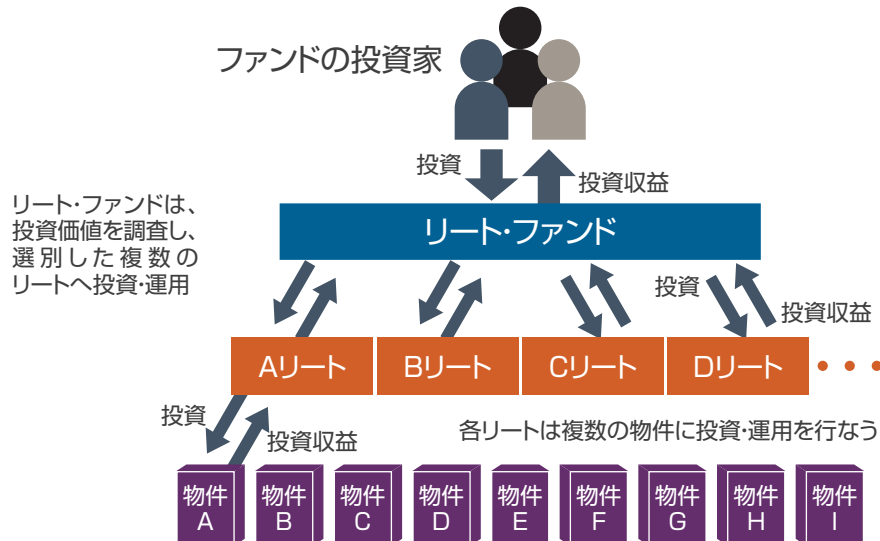 ファンドの投資家
投資
投資収益
リート・ファンドは、
投資価値を調査し、
選別した複数の
リートへ投資・運用
リート・ファンド
投資
投資収益
Aリート
Bリート
Cリート
Dリート
・・・
投資
投資収益
各リートは複数の物件に投資・運用を行なう
物件
A
物件
B
物件
C
物件
D
物件
E
物件
F
物件
G
物件
H
物件
I